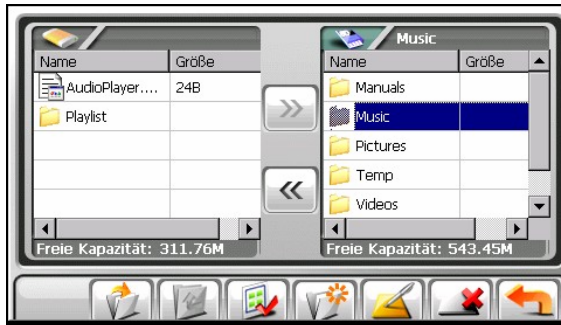 Music
Name Größe
AudioPlayer.... 24B
Playlist
Freie Kapazität: 311.76M
Name Größe
Manuals
Music
Pictures
Temp
Videos
Freie Kapazität: 543.45M